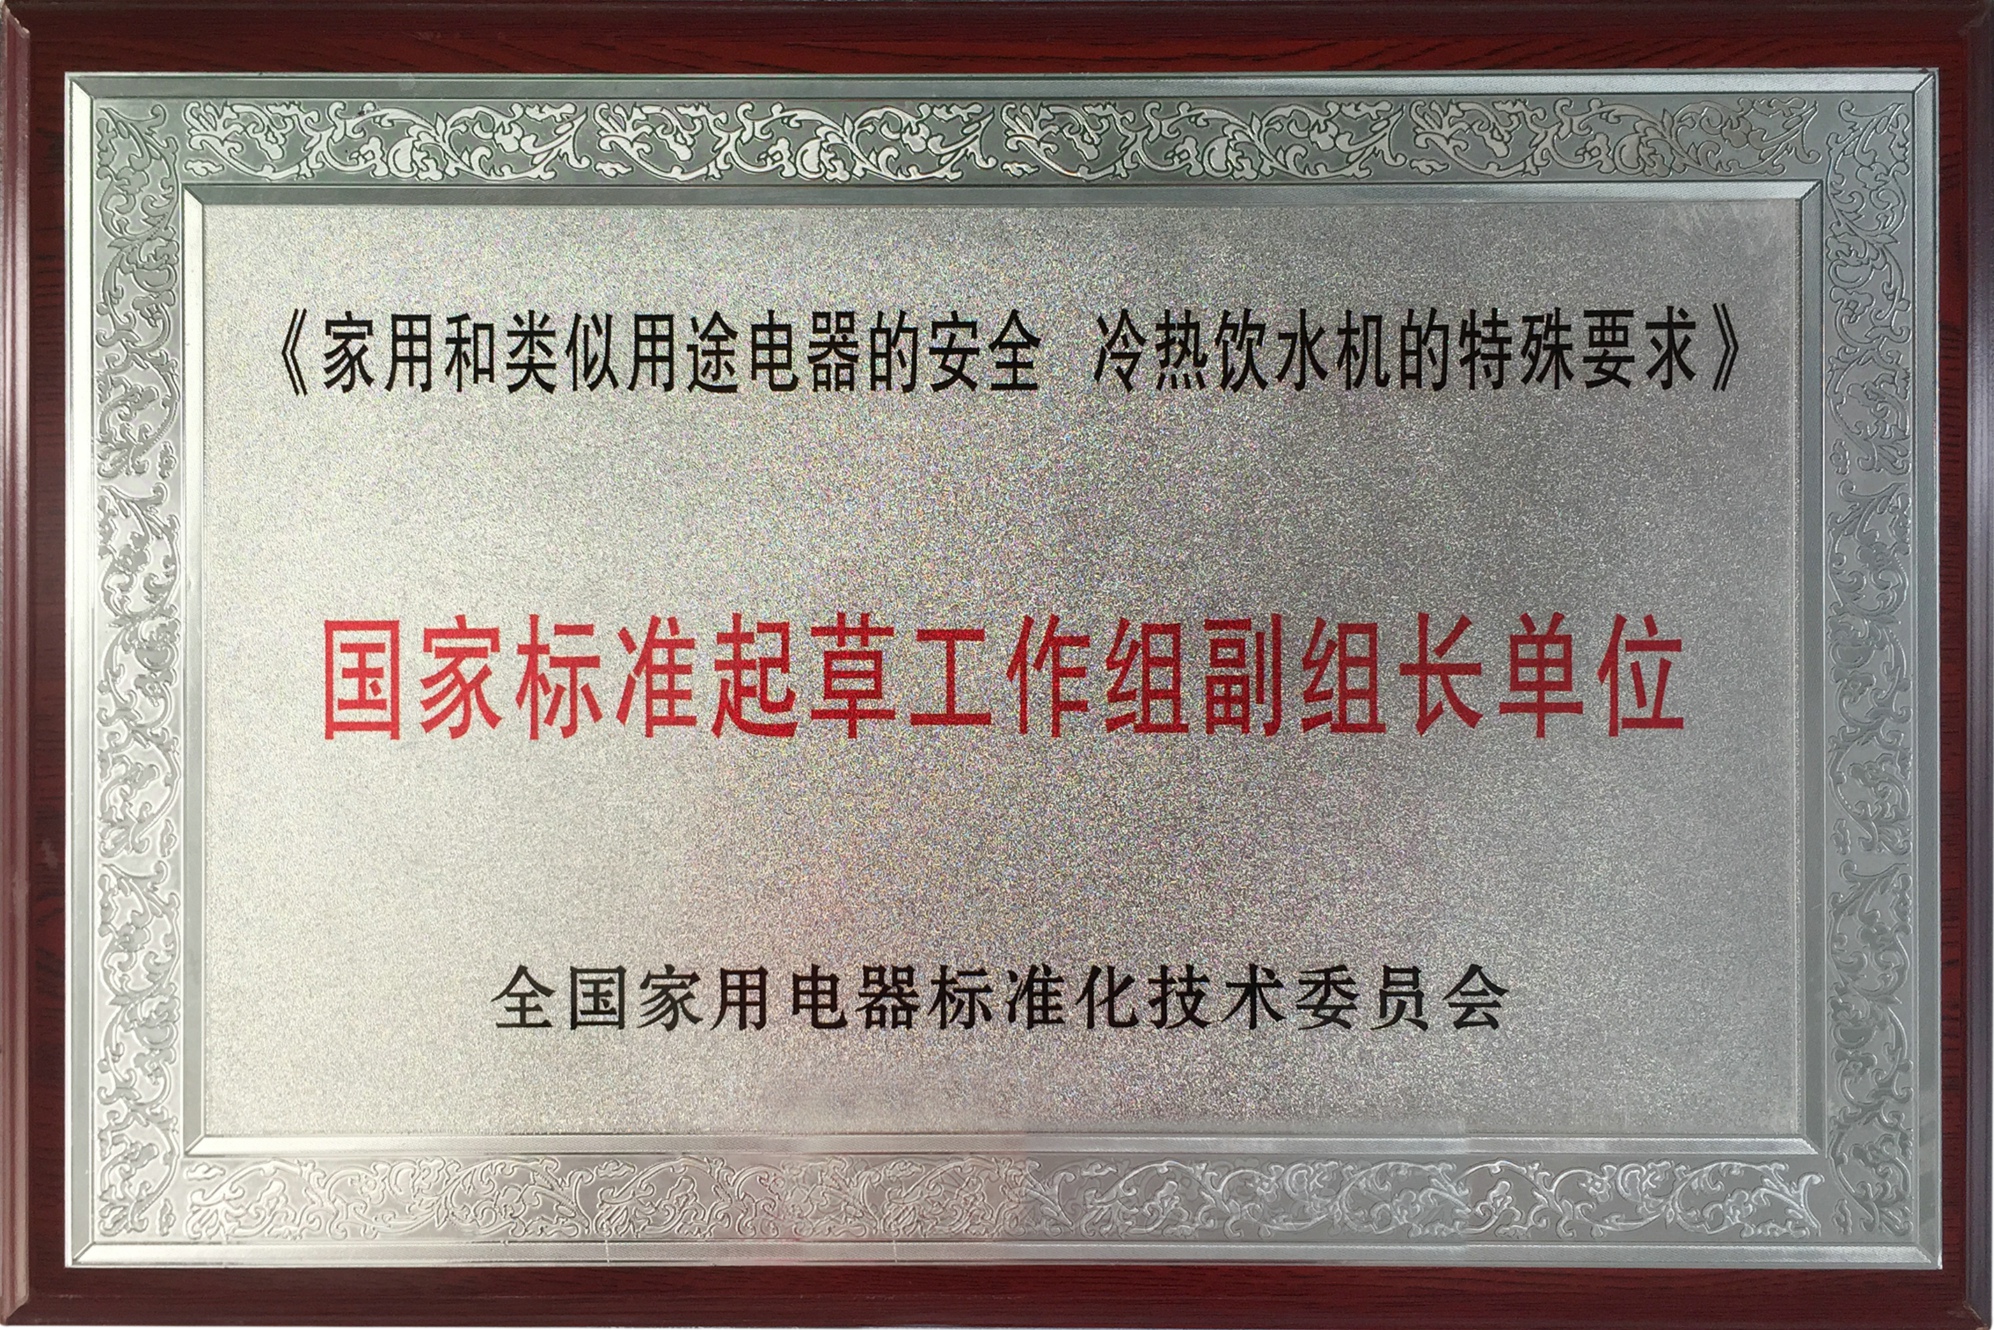 《家用和类似用途电器的安全 冷热饮水机的特殊要求》
国家标准起草工作组副组长单位
全国家用电器标准化技术委员会